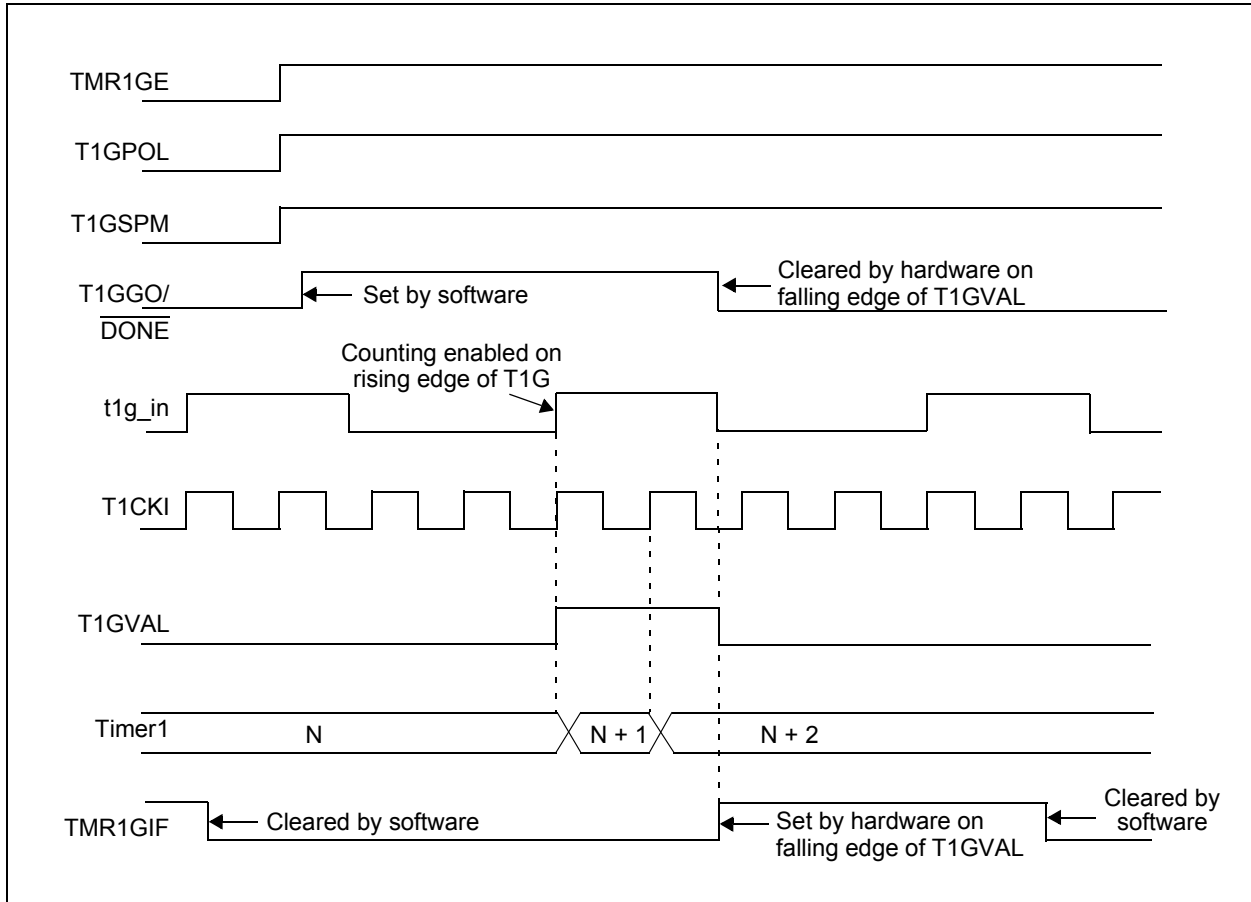 TMR1GE
T1GPOL
T1GSPM
T1GGO/
DONE
Set by software
Cleared by hardware on
falling edge of T1GVAL
Counting enabled on
rising edge of T1G
t1g_in
T1CKI
T1GVAL
Timer1
N
N + 1
N + 2
TMR1GIF
Cleared by software
Set by hardware on
falling edge of T1GVAL
Cleared by
software